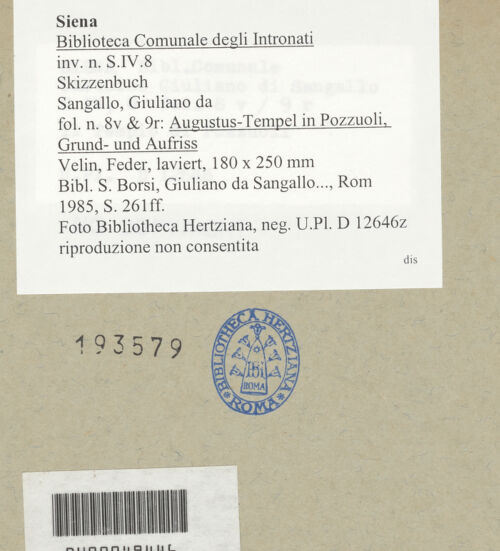 Siena
Biblioteca Comunale degli Intronati
inv. n. S.IV.8
Skizzenbuch
Sangallo, Giuliano da
fol. n. 8v & 9r: Augustus-Tempel in Pozzuoli,
Grund- und Aufriss
Velin, Feder, laviert, 180 x 250 mm
Bibl. S. Borsi, Giuliano da Sangallo..., Rom
1985, S. 261ff.
Foto Bibliotheca Hertziana, neg. U.Pl. D 12646z
riproduzione non consentita
dis
193579
BIBLIOTHECA HERTZIANA
ROMA
ROMA